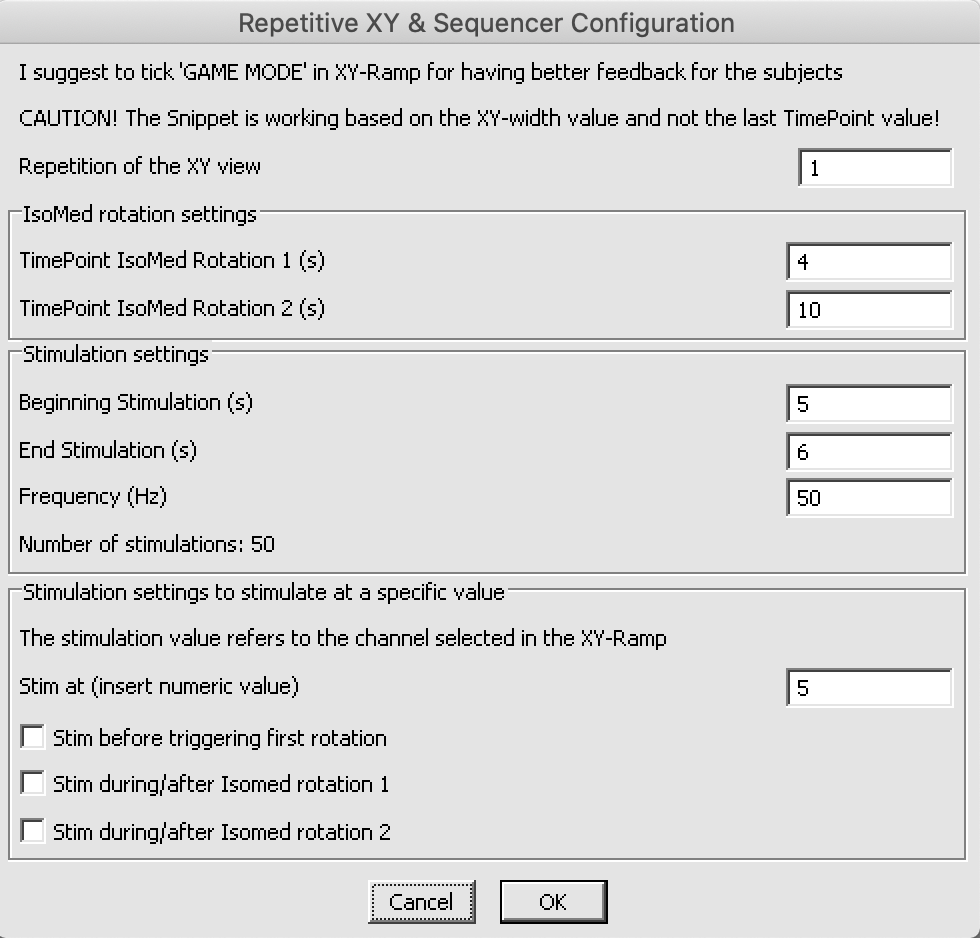 Repetitive XY & Sequencer Configuration
I suggest to tick 'GAME MODE' in XY-Ramp for having better feedback for the subjects
CAUTION! The Snippet is working based on the XY-width value and not the last TimePoint value!
Repetition of the XY view 1
IsoMed rotation settings
TimePoint IsoMed Rotation 1 (s) 4
TimePoint IsoMed Rotation 2 (s) 10
Stimulation settings
Beginning Stimulation (s) 5
End Stimulation (s) 6
Frequency (Hz) 50
Number of stimulations: 50
Stimulation settings to stimulate at a specific value
The stimulation value refers to the channel selected in the XY-Ramp
Stim at (insert numeric value) 5
Stim before triggering first rotation
Stim during/after Isomed rotation 1
Stim during/after Isomed rotation 2
Cancel OK